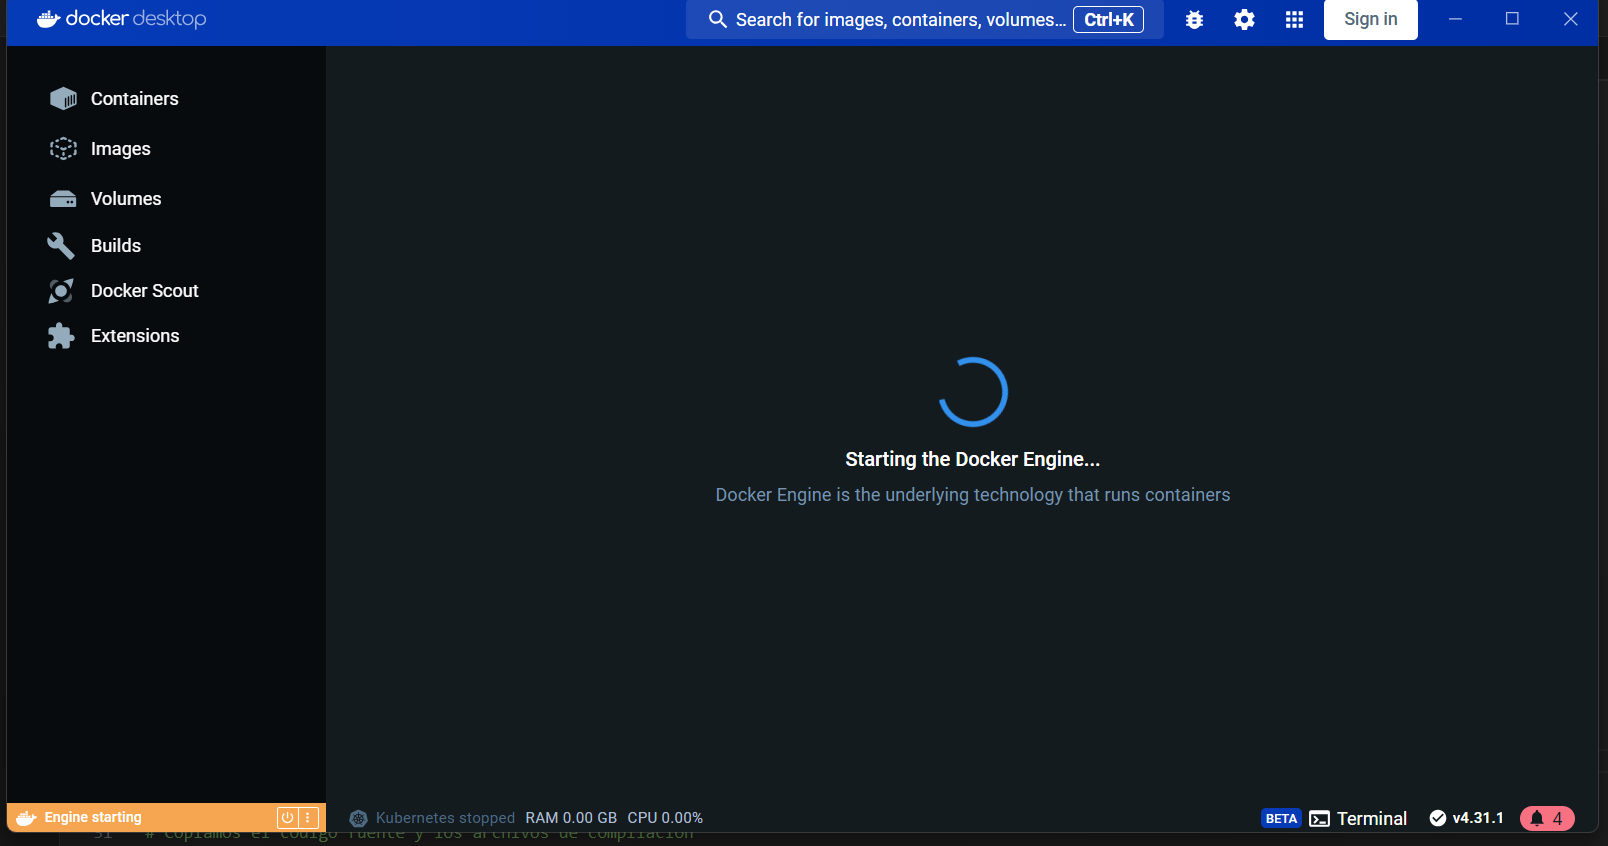 docker desktop
Search for images, containers, volumes... Ctrl+K
Sign in
Containers
Images
Volumes
Builds
Docker Scout
Extensions
Starting the Docker Engine...
Docker Engine is the underlying technology that runs containers
Engine starting
Kubernetes stopped RAM 0.00 GB CPU 0.00%
BETA Terminal v4.31.1 4
31 # Copiamos el código fuente y los archivos de compilación